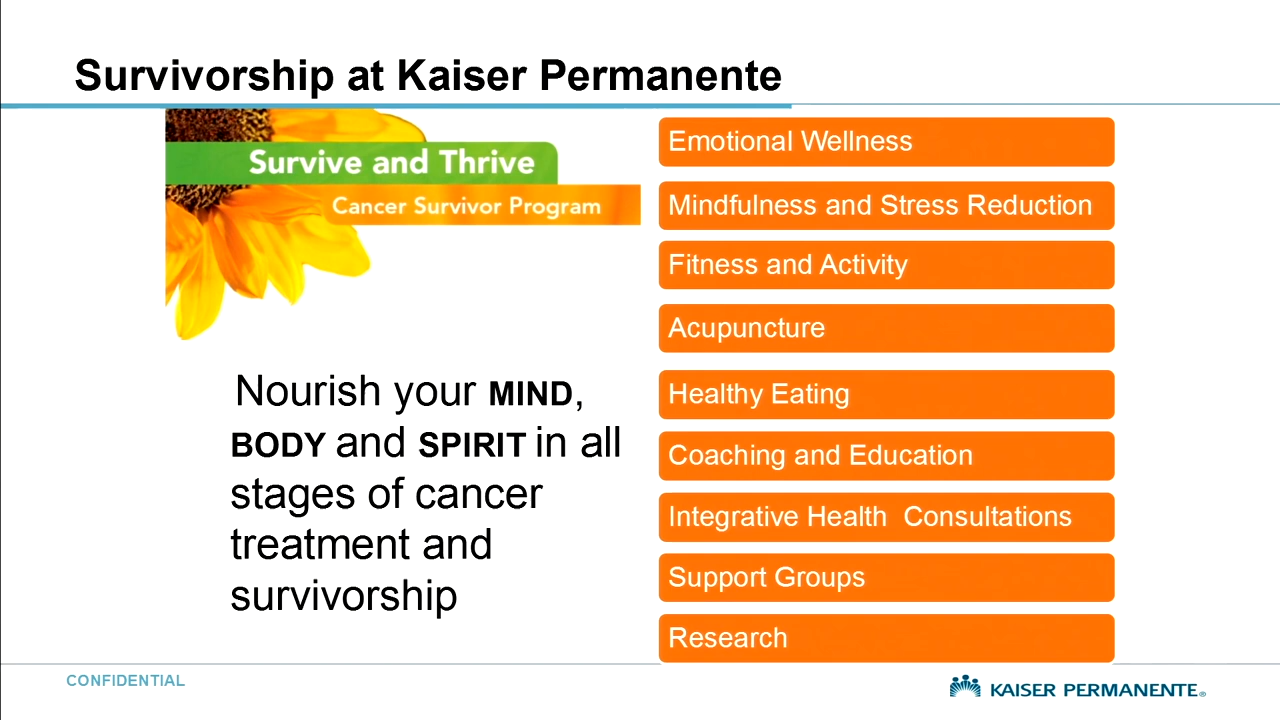 Survivorship at Kaiser Permanente
Survive and Thrive
Cancer Survivor Program
Nourish your MIND,
BODY and SPIRIT in all
stages of cancer
treatment and
survivorship
Emotional Wellness
Mindfulness and Stress Reduction
Fitness and Activity
Acupuncture
Healthy Eating
Coaching and Education
Integrative Health  Consultations
Support Groups
Research
CONFIDENTIAL
KAISER PERMANENTE®